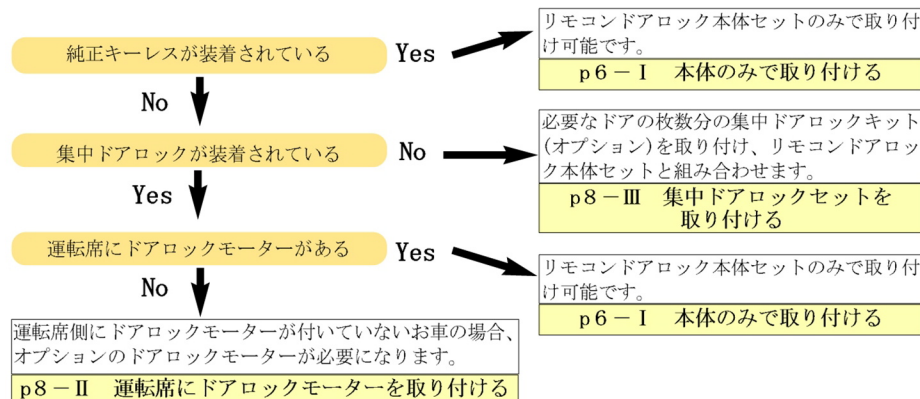 純正キーレスが装着されている
Yes
リモコンドアロック本体セットのみで取り付
け可能です。
p6－Ⅰ　本体のみで取り付ける
No
集中ドアロックが装着されている
No
必要なドアの枚数分の集中ドアロックキット
(オプション)を取り付け、リモコンドアロッ
ク本体セットと組み合わせます。
p8－Ⅲ　集中ドアロックセットを
取り付ける
Yes
運転席にドアロックモーターがある
Yes
リモコンドアロック本体セットのみで取り付
け可能です。
p6－Ⅰ　本体のみで取り付ける
No
運転席側にドアロックモーターが付いていないお車の場合、
オプションのドアロックモーターが必要になります。
p8－Ⅱ　運転席にドアロックモーターを取り付ける